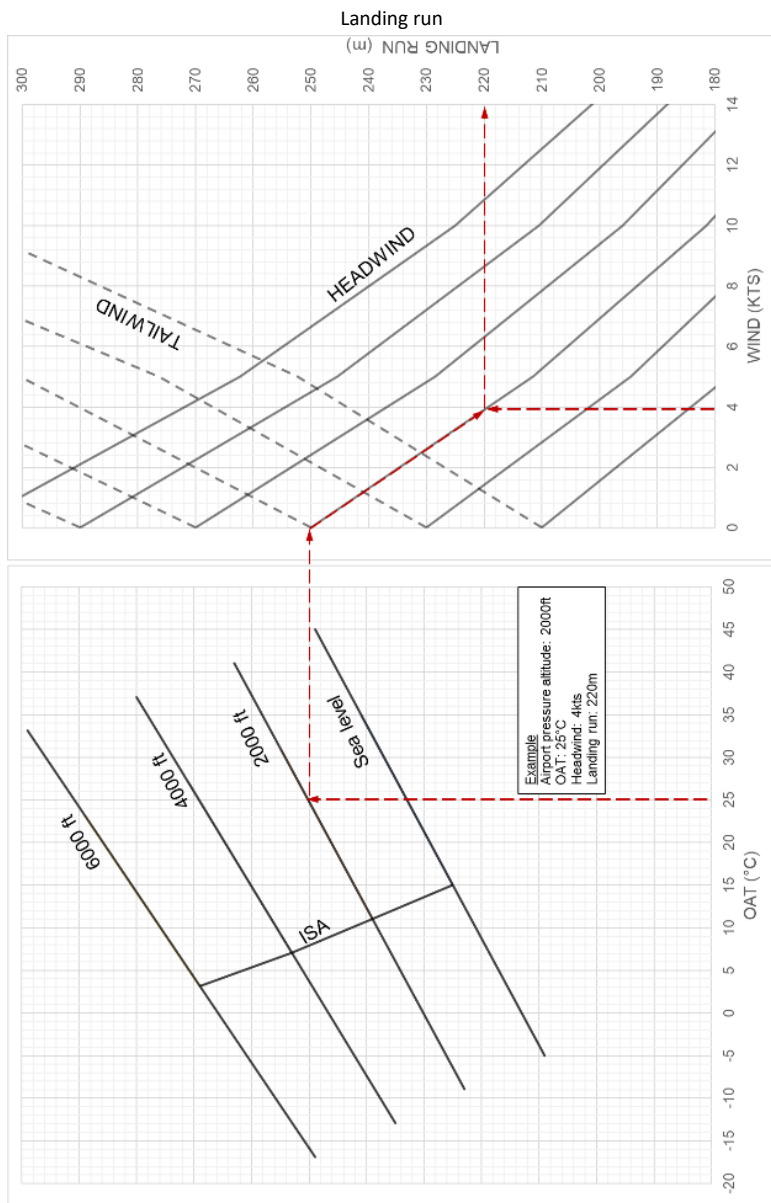 Landing run
LANDING RUN (m)
300
290
280
270
260
250
240
230
220
210
200
190
180
14
12
10
8
6
4
2
0
WIND (KTS)
TAILWIND
HEADWIND
50
45
40
35
30
25
20
15
10
5
0
-5
-10
-15
-20
OAT (°C)
6000 ft
4000 ft
2000 ft
Sea level
ISA
Example
Airport pressure altitude: 2000ft
OAT: 25°C
Headwind: 4kts
Landing run: 220m